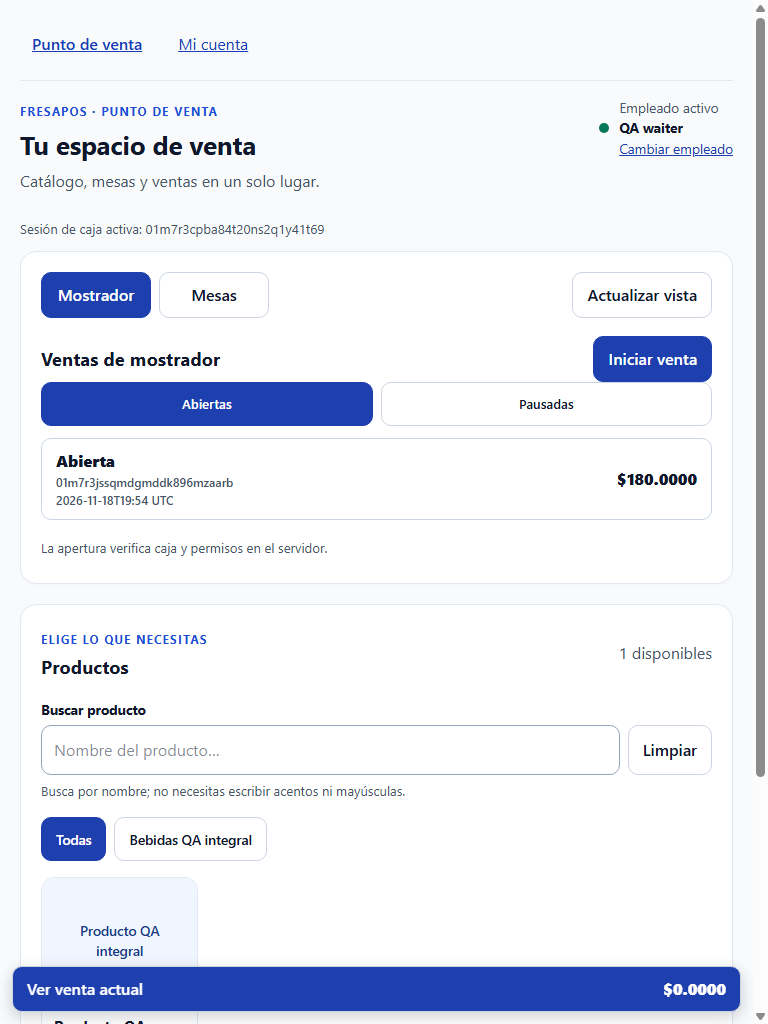 Punto de venta
Mi cuenta
FRESAPOS · PUNTO DE VENTA
Tu espacio de venta
Catálogo, mesas y ventas en un solo lugar.
Empleado activo
QA waiter
Cambiar empleado
Sesión de caja activa: 01m7r3cpba84t20ns2q1y41t69
Mostrador
Mesas
Actualizar vista
Ventas de mostrador
Iniciar venta
Abiertas
Pausadas
Abierta
01m7r3jssqmdgmddk896mzaarb
2026-11-18T19:54 UTC
$180.0000
La apertura verifica caja y permisos en el servidor.
ELIGE LO QUE NECESITAS
Productos
1 disponibles
Buscar producto
Nombre del producto...
Limpiar
Busca por nombre; no necesitas escribir acentos ni mayúsculas.
Todas
Bebidas QA integral
Producto QA
integral
Ver venta actual
$0.0000
Producto QA